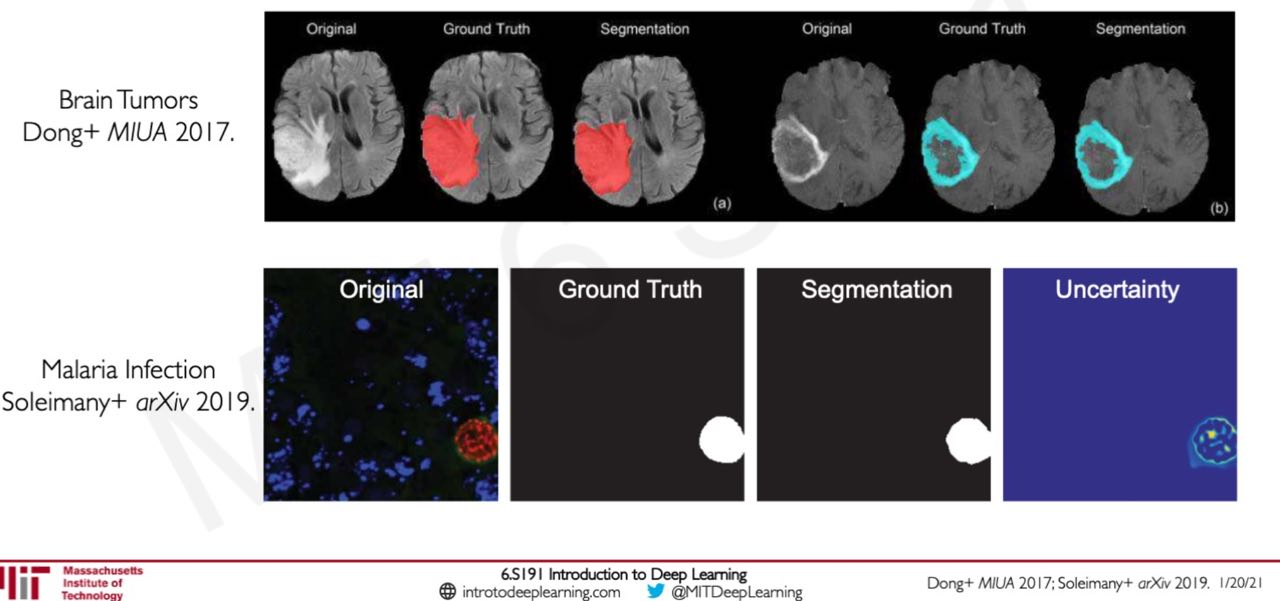 Original
Ground Truth
Segmentation
Original
Ground Truth
Segmentation
Brain Tumors
Dong+ MIUA 2017.
(a)
(b)
Original
Ground Truth
Segmentation
Uncertainty
Malaria Infection
Soleimany+ arXiv 2019.
Massachusetts
Institute of
Technology
6.S191 Introduction to Deep Learning
introtodeeplearning.com @MITDeepLearning
Dong+ MIUA 2017; Soleimany+ arXiv 2019. 1/20/21